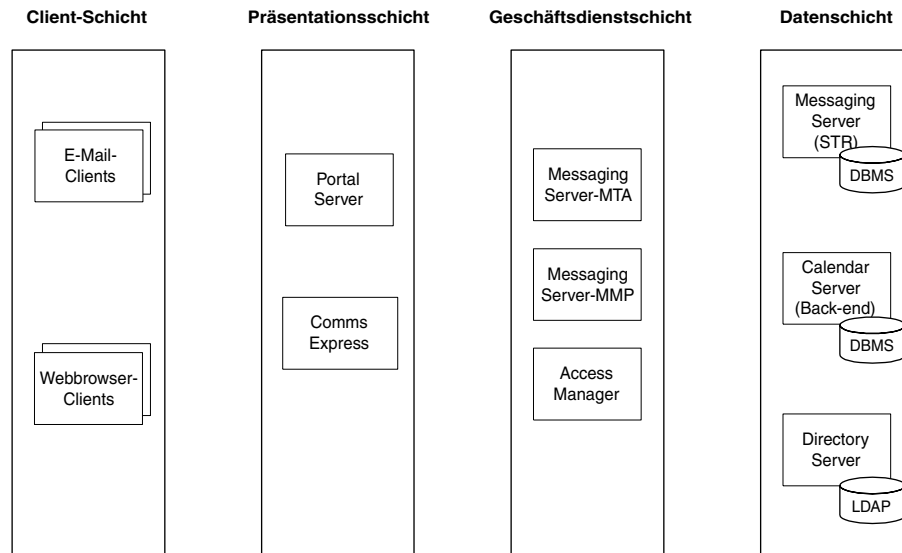 Client-Schicht
Präsentationsschicht
Geschäftsdienstschicht
Datenschicht
E-Mail-
Clients
Webbrowser-
Clients
Portal
Server
Comms
Express
Messaging
Server-MTA
Messaging
Server-MMP
Access
Manager
Messaging
Server
(STR)
DBMS
Calendar
Server
(Back-end)
DBMS
Directory
Server
LDAP